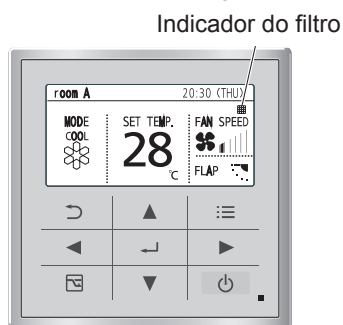 Indicador do filtro
room A 20:30 (THU)
MODE SET TEMP. FAN SPEED
COOL
28
°C
FLAP